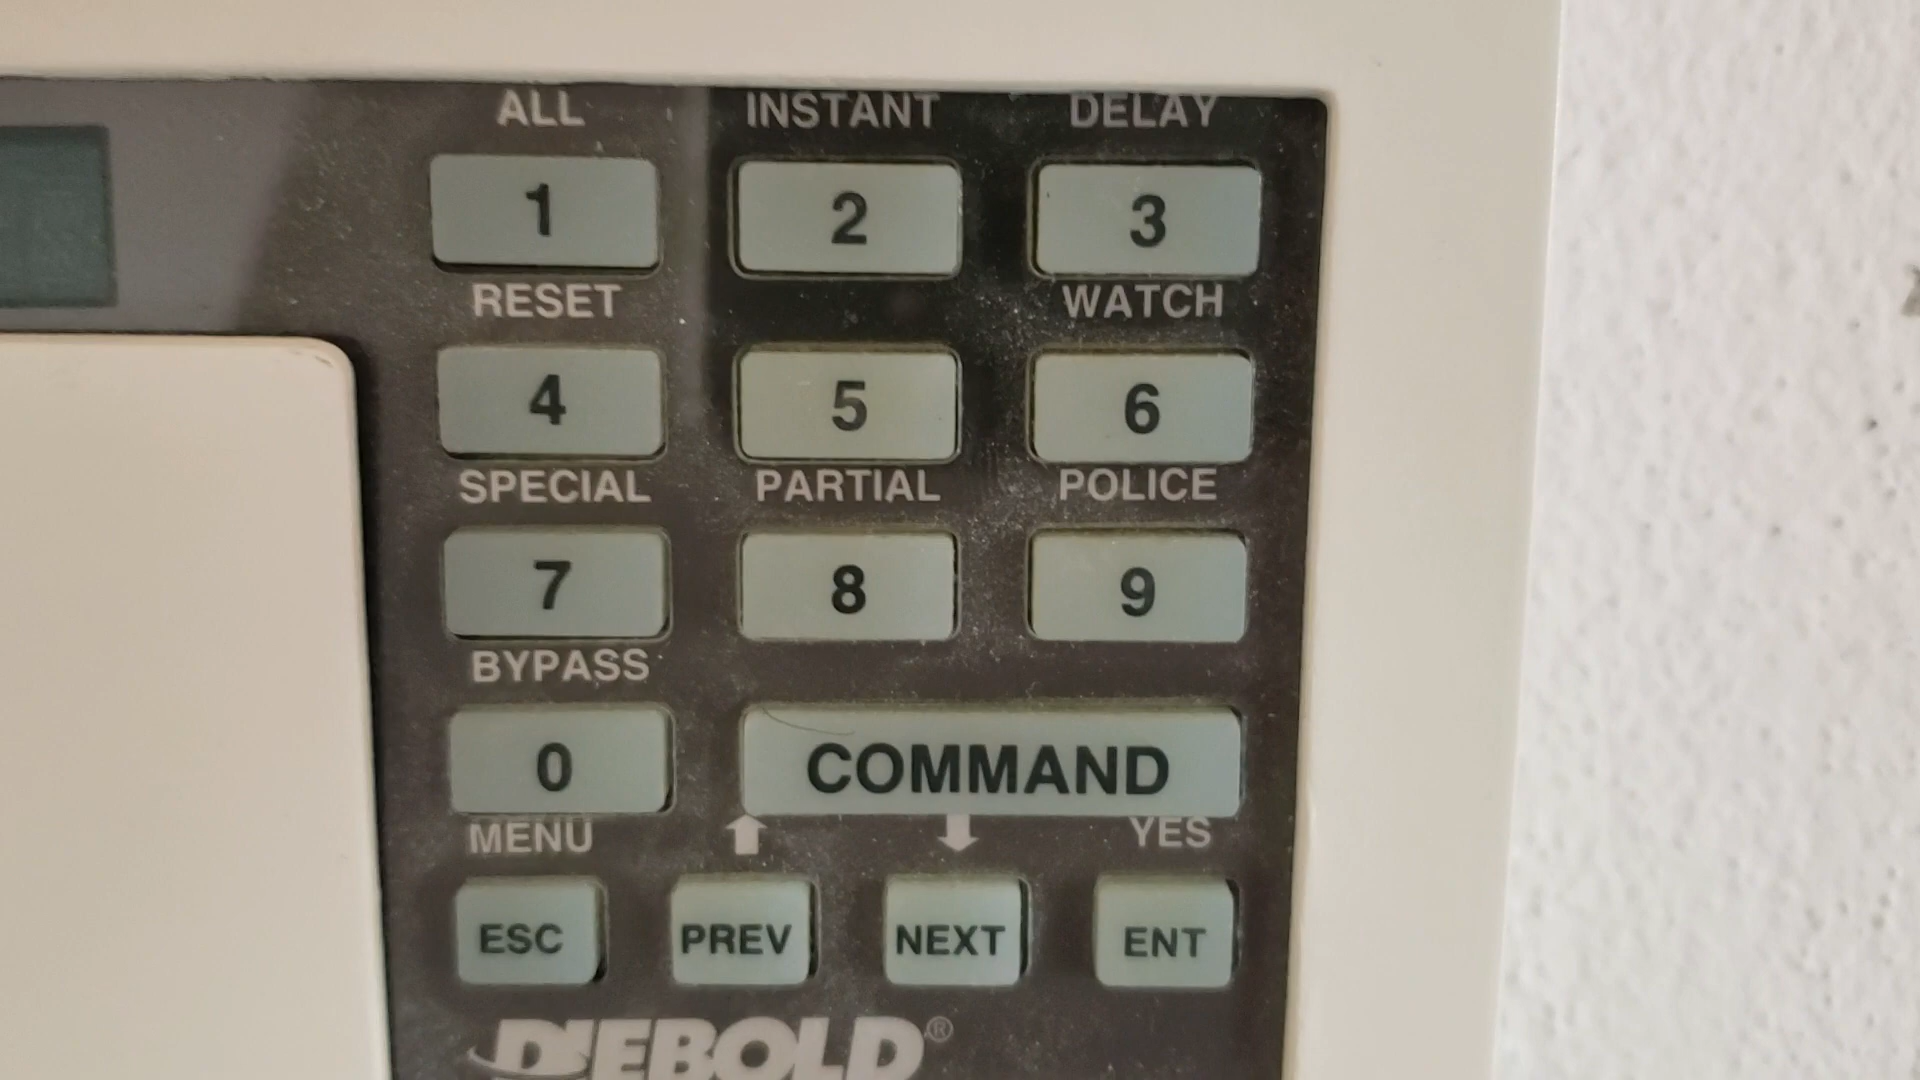 ALL INSTANT DELAY
1 2 3
RESET WATCH
4 5 6
SPECIAL PARTIAL POLICE
7 8 9
BYPASS
0 COMMAND
MENU YES
ESC PREV NEXT ENT
DIEBOLD®